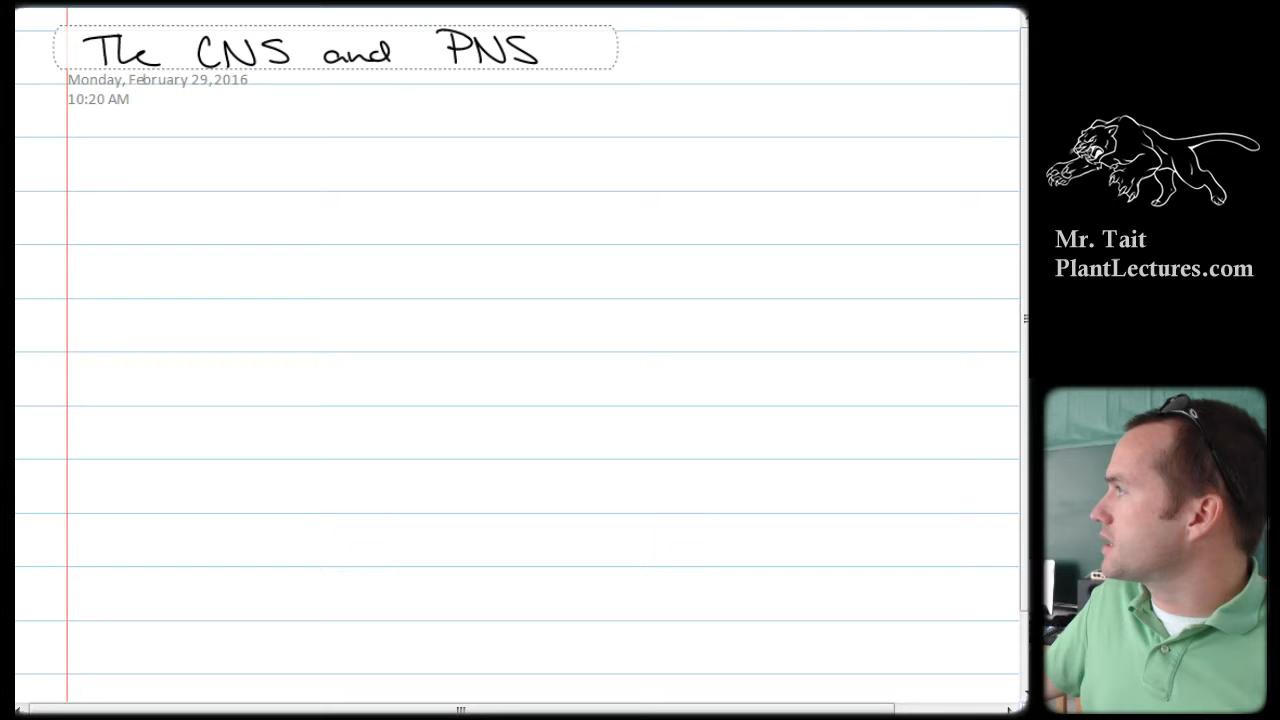 The CNS and PNS
Monday, February 29, 2016
10:20 AM
Mr. Tait
PlantLectures.com